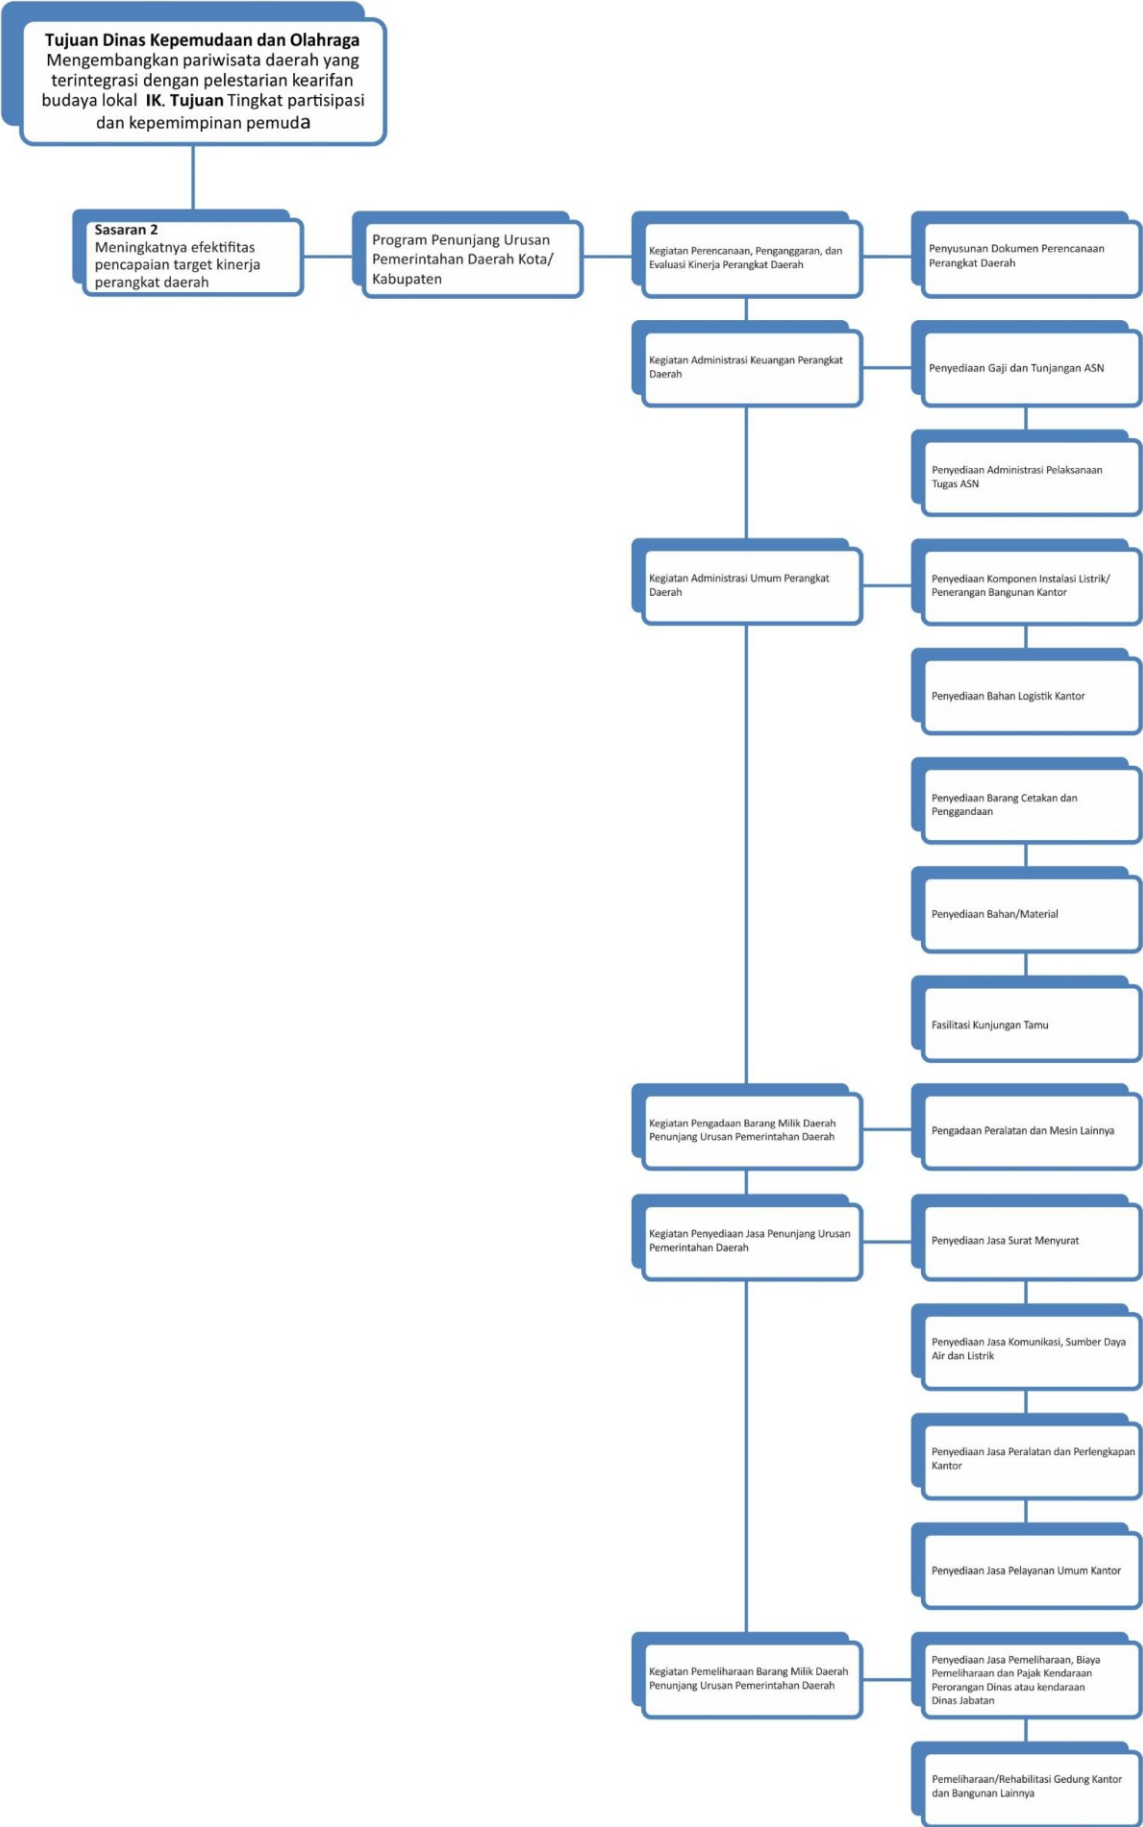 Tujuan Dinas Kepemudaan dan Olahraga
Mengembangkan pariwisata daerah yang
terintegrasi dengan pelestarian kearifan
budaya lokal IK. Tujuan Tingkat partisipasi
dan kepemimpinan pemuda
Sasaran 2
Meningkatnya efektifitas
pencapaian target kinerja
perangkat daerah
Program Penunjang Urusan
Pemerintahan Daerah Kota/
Kabupaten
Kegiatan Perencanaan, Penganggaran, dan
Evaluasi Kinerja Perangkat Daerah
Penyusunan Dokumen Perencanaan
Perangkat Daerah
Kegiatan Administrasi Keuangan Perangkat
Daerah
Penyediaan Gaji dan Tunjangan ASN
Penyediaan Administrasi Pelaksanaan
Tugas ASN
Kegiatan Administrasi Umum Perangkat
Daerah
Penyediaan Komponen Instalasi Listrik/
Penerangan Bangunan Kantor
Penyediaan Bahan Logistik Kantor
Penyediaan Barang Cetakan dan
Penggandaan
Penyediaan Bahan/Material
Fasilitasi Kunjungan Tamu
Kegiatan Pengadaan Barang Milik Daerah
Penunjang Urusan Pemerintahan Daerah
Pengadaan Peralatan dan Mesin Lainnya
Kegiatan Penyediaan Jasa Penunjang Urusan
Pemerintahan Daerah
Penyediaan Jasa Surat Menyurat
Penyediaan Jasa Komunikasi, Sumber Daya
Air dan Listrik
Penyediaan Jasa Peralatan dan Perlengkapan
Kantor
Penyediaan Jasa Pelayanan Umum Kantor
Kegiatan Pemeliharaan Barang Milik Daerah
Penunjang Urusan Pemerintahan Daerah
Penyediaan Jasa Pemeliharaan, Biaya
Pemeliharaan dan Pajak Kendaraan
Perorangan Dinas atau kendaraan
Dinas Jabatan
Pemeliharaan/Rehabilitasi Gedung Kantor
dan Bangunan Lainnya